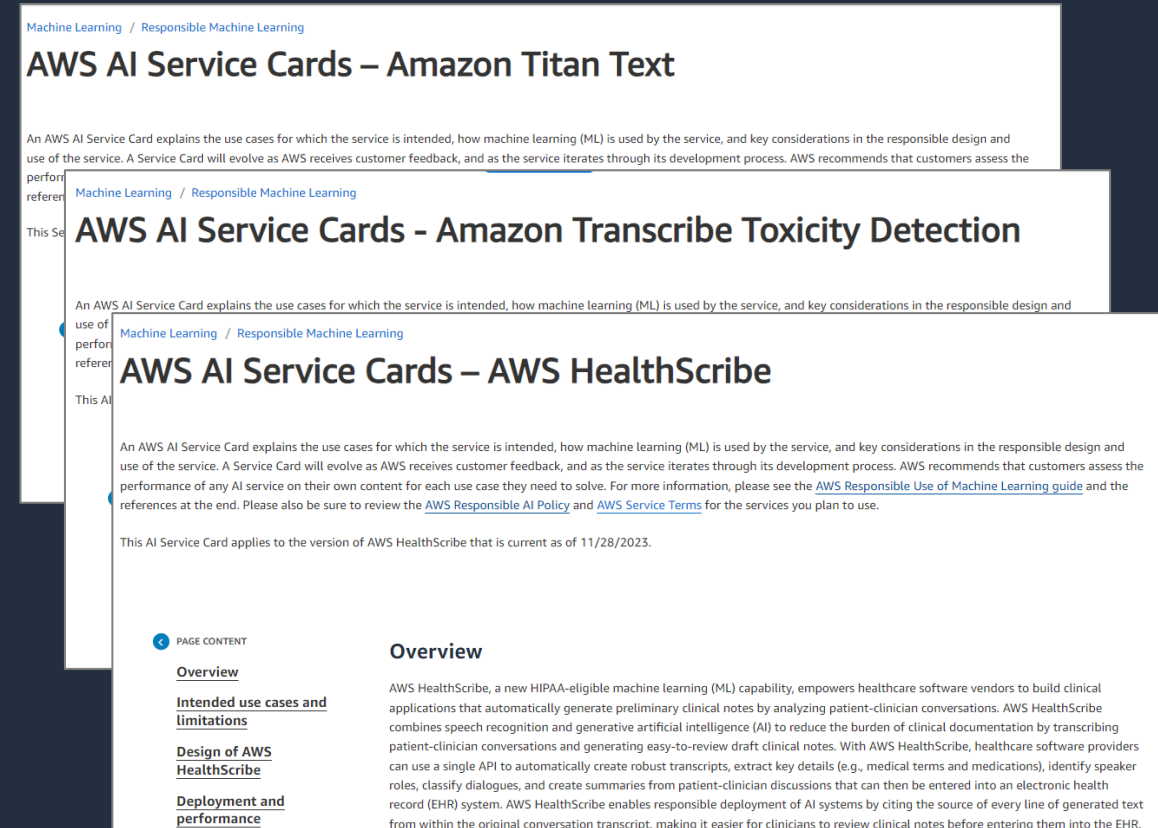 Machine Learning / Responsible Machine Learning
AWS AI Service Cards – Amazon Titan Text
An AWS AI Service Card explains the use cases for which the service is intended, how machine learning (ML) is used by the service, and key considerations in the responsible design and
use of the service. A Service Card will evolve as AWS receives customer feedback, and as the service iterates through its development process. AWS recommends that customers assess the
This Se
Machine Learning / Responsible Machine Learning
AWS AI Service Cards - Amazon Transcribe Toxicity Detection
An AWS AI Service Card explains the use cases for which the service is intended, how machine learning (ML) is used by the service, and key considerations in the responsible design and
use of
This AI
Machine Learning / Responsible Machine Learning
AWS AI Service Cards – AWS HealthScribe
An AWS AI Service Card explains the use cases for which the service is intended, how machine learning (ML) is used by the service, and key considerations in the responsible design and
use of the service. A Service Card will evolve as AWS receives customer feedback, and as the service iterates through its development process. AWS recommends that customers assess the
performance of any AI service on their own content for each use case they need to solve. For more information, please see the AWS Responsible Use of Machine Learning guide and the
references at the end. Please also be sure to review the AWS Responsible AI Policy and AWS Service Terms for the services you plan to use.
This AI Service Card applies to the version of AWS HealthScribe that is current as of 11/28/2023.
PAGE CONTENT
Overview
Intended use cases and
limitations
Design of AWS
HealthScribe
Deployment and
performance
Overview
AWS HealthScribe, a new HIPAA-eligible machine learning (ML) capability, empowers healthcare software vendors to build clinical
applications that automatically generate preliminary clinical notes by analyzing patient-clinician conversations. AWS HealthScribe
combines speech recognition and generative artificial intelligence (AI) to reduce the burden of clinical documentation by transcribing
patient-clinician conversations and generating easy-to-review draft clinical notes. With AWS HealthScribe, healthcare software providers
can use a single API to automatically create robust transcripts, extract key details (e.g., medical terms and medications), identify speaker
roles, classify dialogues, and create summaries from patient-clinician discussions that can then be entered into an electronic health
record (EHR) system. AWS HealthScribe enables responsible deployment of AI systems by citing the source of every line of generated text
from within the original conversation transcript, making it easier for clinicians to review clinical notes before entering them into the EHR.